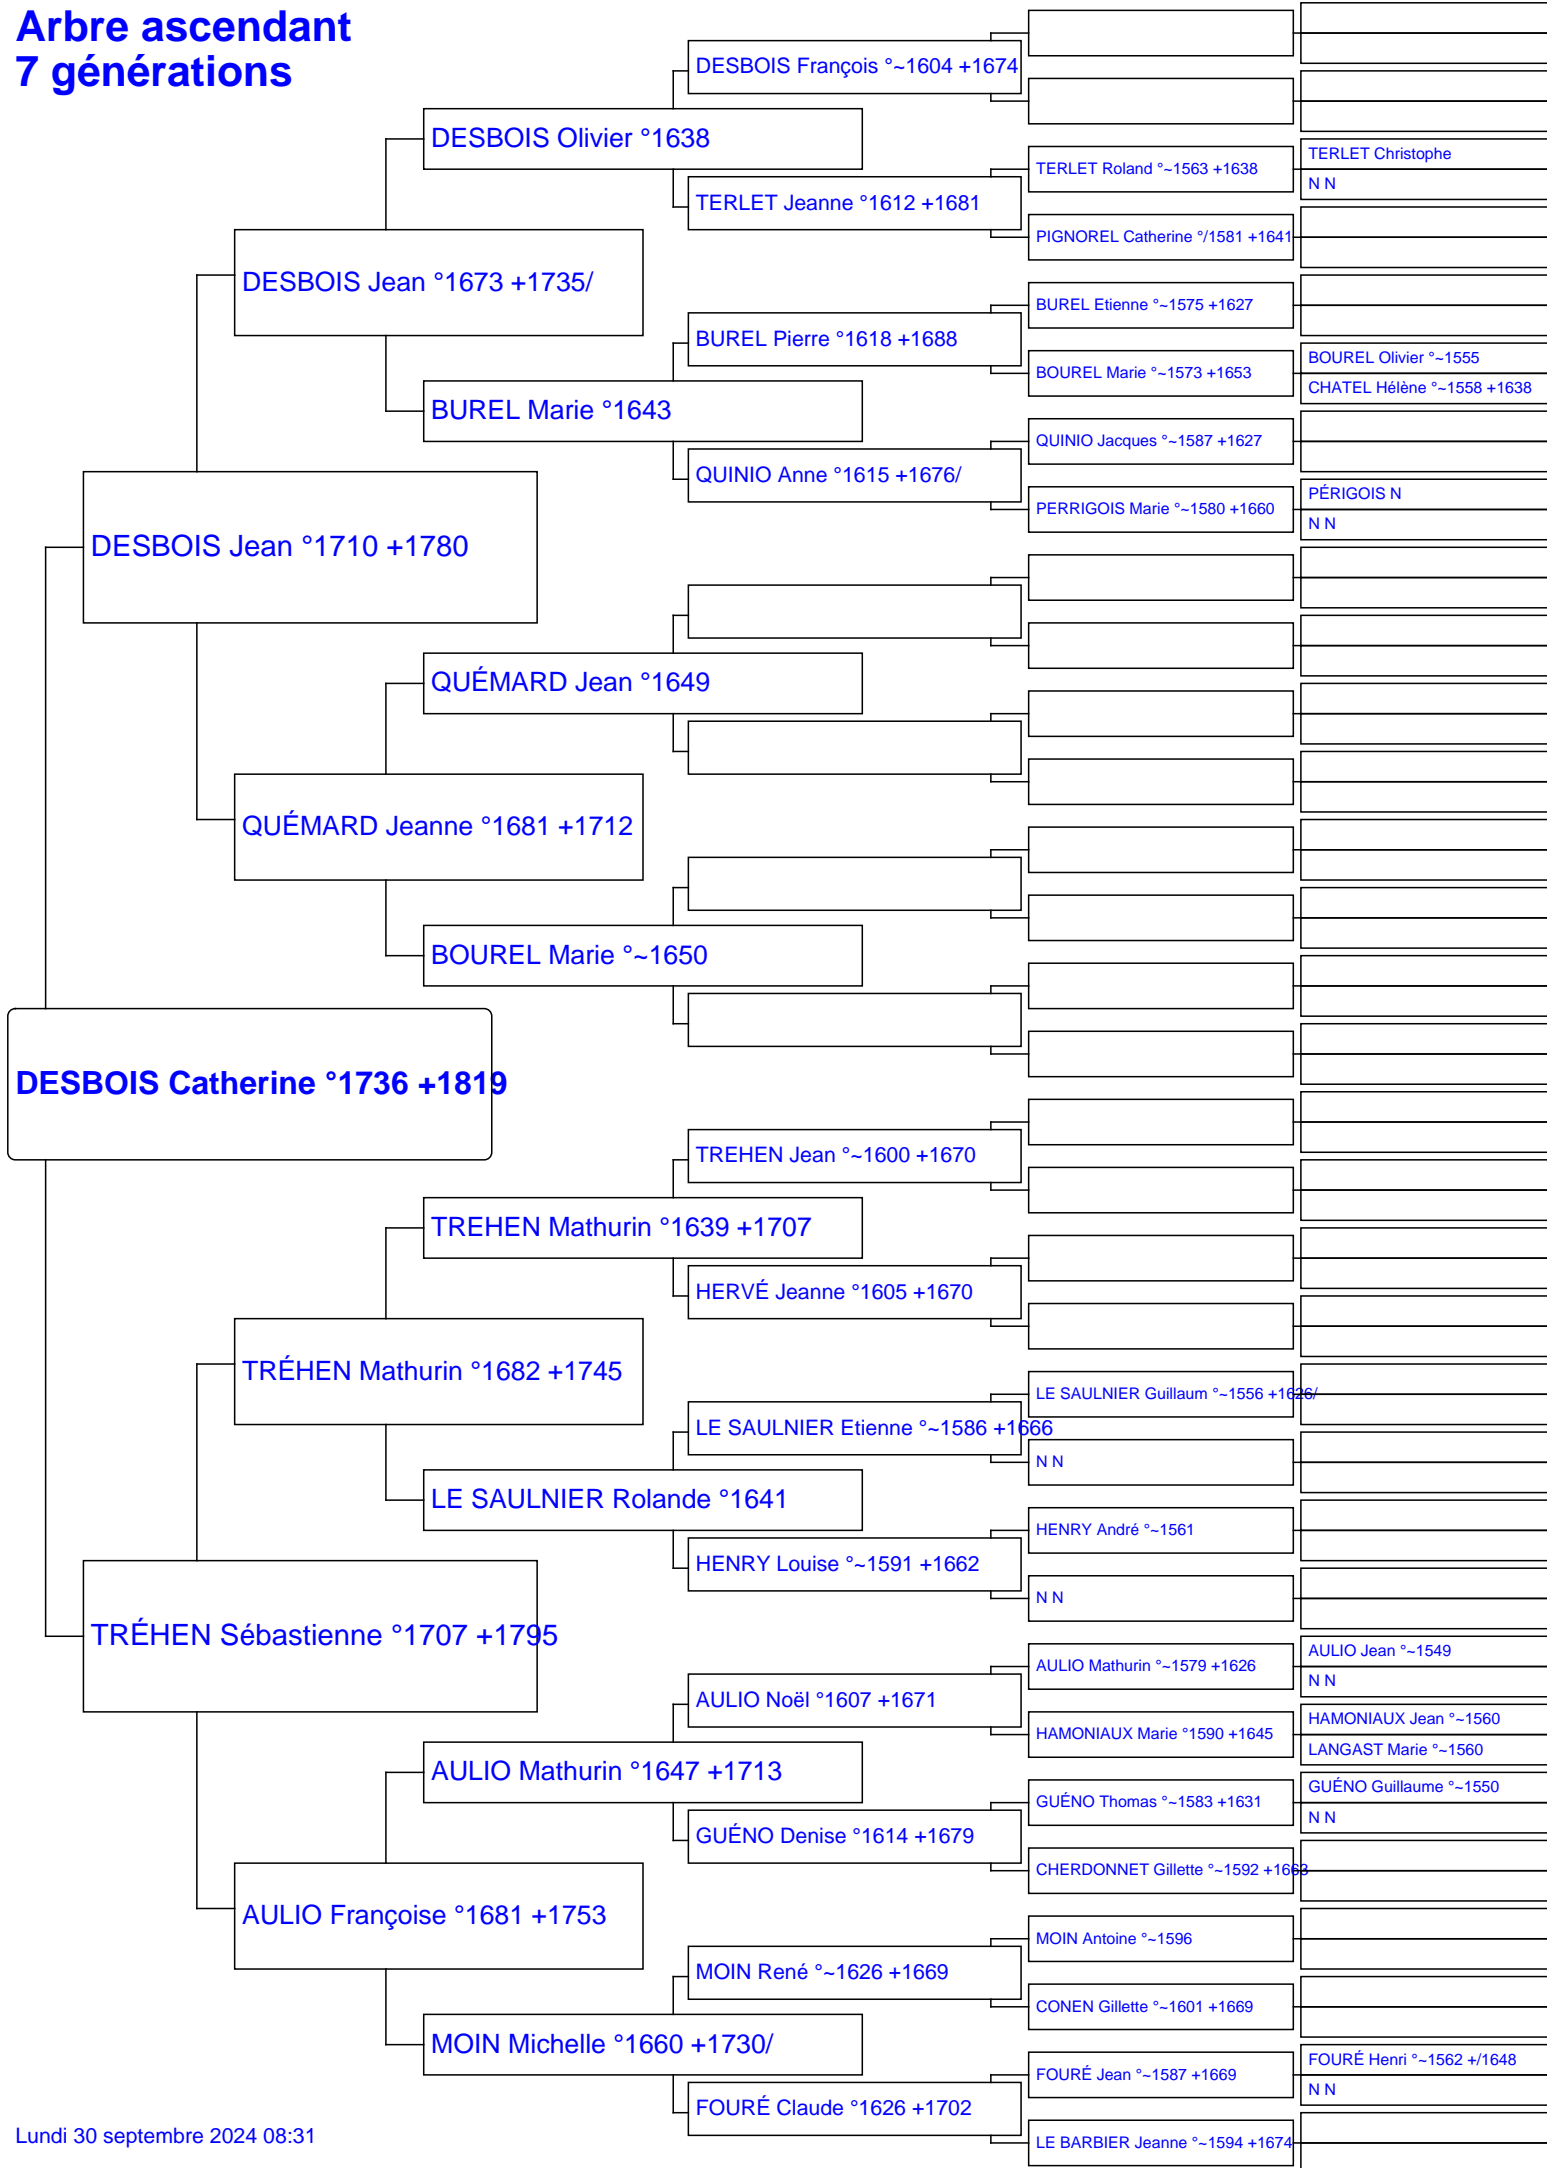 Arbre ascendant
7 générations
DESBOIS François °~1604 +1674
DESBOIS Olivier °1638
TERLET Christophe
TERLET Roland °~1563 +1638
N N
TERLET Jeanne °1612 +1681
PIGNOREL Catherine °/1581 +1641
DESBOIS Jean °1673 +1735/
BUREL Etienne °~1575 +1627
BUREL Pierre °1618 +1688
BOUREL Olivier °~1555
BOUREL Marie °~1573 +1653
CHATEL Hélène °~1558 +1638
BUREL Marie °1643
QUINIO Jacques °~1587 +1627
QUINIO Anne °1615 +1676/
PÉRIGOIS N
PERRIGOIS Marie °~1580 +1660
N N
DESBOIS Jean °1710 +1780
QUÉMARD Jean °1649
QUÉMARD Jeanne °1681 +1712
BOUREL Marie °~1650
DESBOIS Catherine °1736 +1819
TREHEN Jean °~1600 +1670
TREHEN Mathurin °1639 +1707
HERVÉ Jeanne °1605 +1670
TRÉHEN Mathurin °1682 +1745
LE SAULNIER Guillaum °~1556 +1626/
LE SAULNIER Etienne °~1586 +1666
N N
LE SAULNIER Rolande °1641
HENRY André °~1561
HENRY Louise °~1591 +1662
N N
TRÉHEN Sébastienne °1707 +1795
AULIO Jean °~1549
AULIO Mathurin °~1579 +1626
N N
AULIO Noël °1607 +1671
HAMONIAUX Jean °~1560
HAMONIAUX Marie °1590 +1645
LANGAST Marie °~1560
AULIO Mathurin °1647 +1713
GUÉNO Guillaume °~1550
GUÉNO Thomas °~1583 +1631
N N
GUÉNO Denise °1614 +1679
CHERDONNET Gillette °~1592 +1663
AULIO Françoise °1681 +1753
MOIN Antoine °~1596
MOIN René °~1626 +1669
CONEN Gillette °~1601 +1669
MOIN Michelle °1660 +1730/
FOURÉ Henri °~1562 +/1648
FOURÉ Jean °~1587 +1669
N N
FOURÉ Claude °1626 +1702
LE BARBIER Jeanne °~1594 +1674
Lundi 30 septembre 2024 08:31